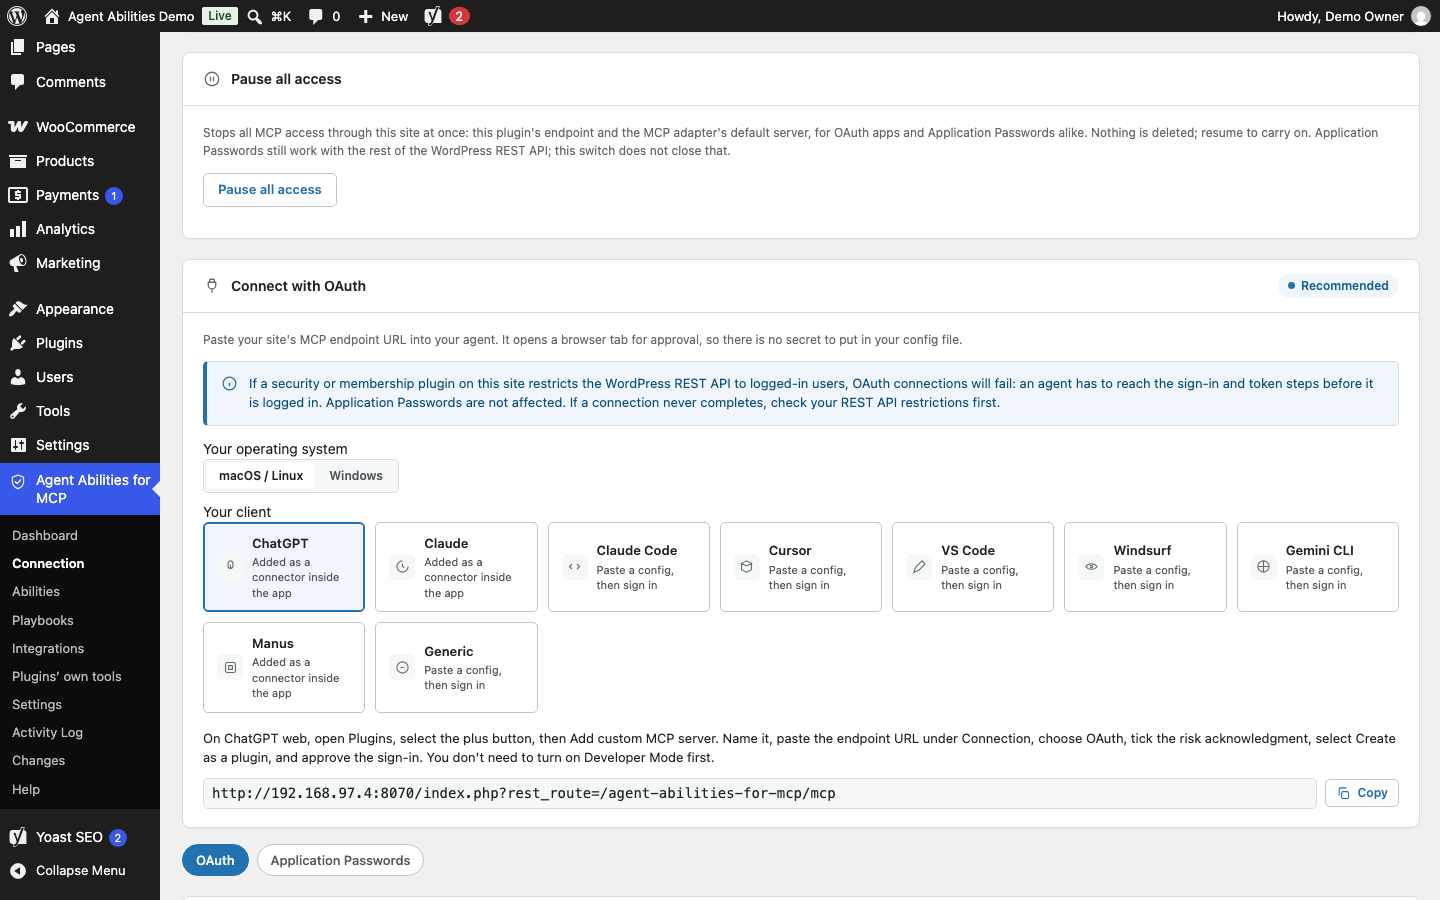 Agent Abilities Demo
Live
⌘K
0
New
2
Howdy, Demo Owner
Pages
Comments
WooCommerce
Products
Payments 1
Analytics
Marketing
Appearance
Plugins
Users
Tools
Settings
Agent Abilities for
MCP
Dashboard
Connection
Abilities
Playbooks
Integrations
Plugins' own tools
Settings
Activity Log
Changes
Help
Yoast SEO 2
Collapse Menu
Pause all access
Stops all MCP access through this site at once: this plugin's endpoint and the MCP adapter's default server, for OAuth apps and Application Passwords alike. Nothing is deleted; resume to carry on. Application
Passwords still work with the rest of the WordPress REST API; this switch does not close that.
Pause all access
Connect with OAuth
Recommended
Paste your site's MCP endpoint URL into your agent. It opens a browser tab for approval, so there is no secret to put in your config file.
If a security or membership plugin on this site restricts the WordPress REST API to logged-in users, OAuth connections will fail: an agent has to reach the sign-in and token steps before it
is logged in. Application Passwords are not affected. If a connection never completes, check your REST API restrictions first.
Your operating system
macOS / Linux
Windows
Your client
ChatGPT
Added as a
connector inside
the app
Claude
Added as a
connector inside
the app
Claude Code
Paste a config,
then sign in
Cursor
Paste a config,
then sign in
VS Code
Paste a config,
then sign in
Windsurf
Paste a config,
then sign in
Gemini CLI
Paste a config,
then sign in
Manus
Added as a
connector inside
the app
Generic
Paste a config,
then sign in
On ChatGPT web, open Plugins, select the plus button, then Add custom MCP server. Name it, paste the endpoint URL under Connection, choose OAuth, tick the risk acknowledgment, select Create
as a plugin, and approve the sign-in. You don't need to turn on Developer Mode first.
http://192.168.97.4:8070/index.php?rest_route=/agent-abilities-for-mcp/mcp
Copy
OAuth
Application Passwords